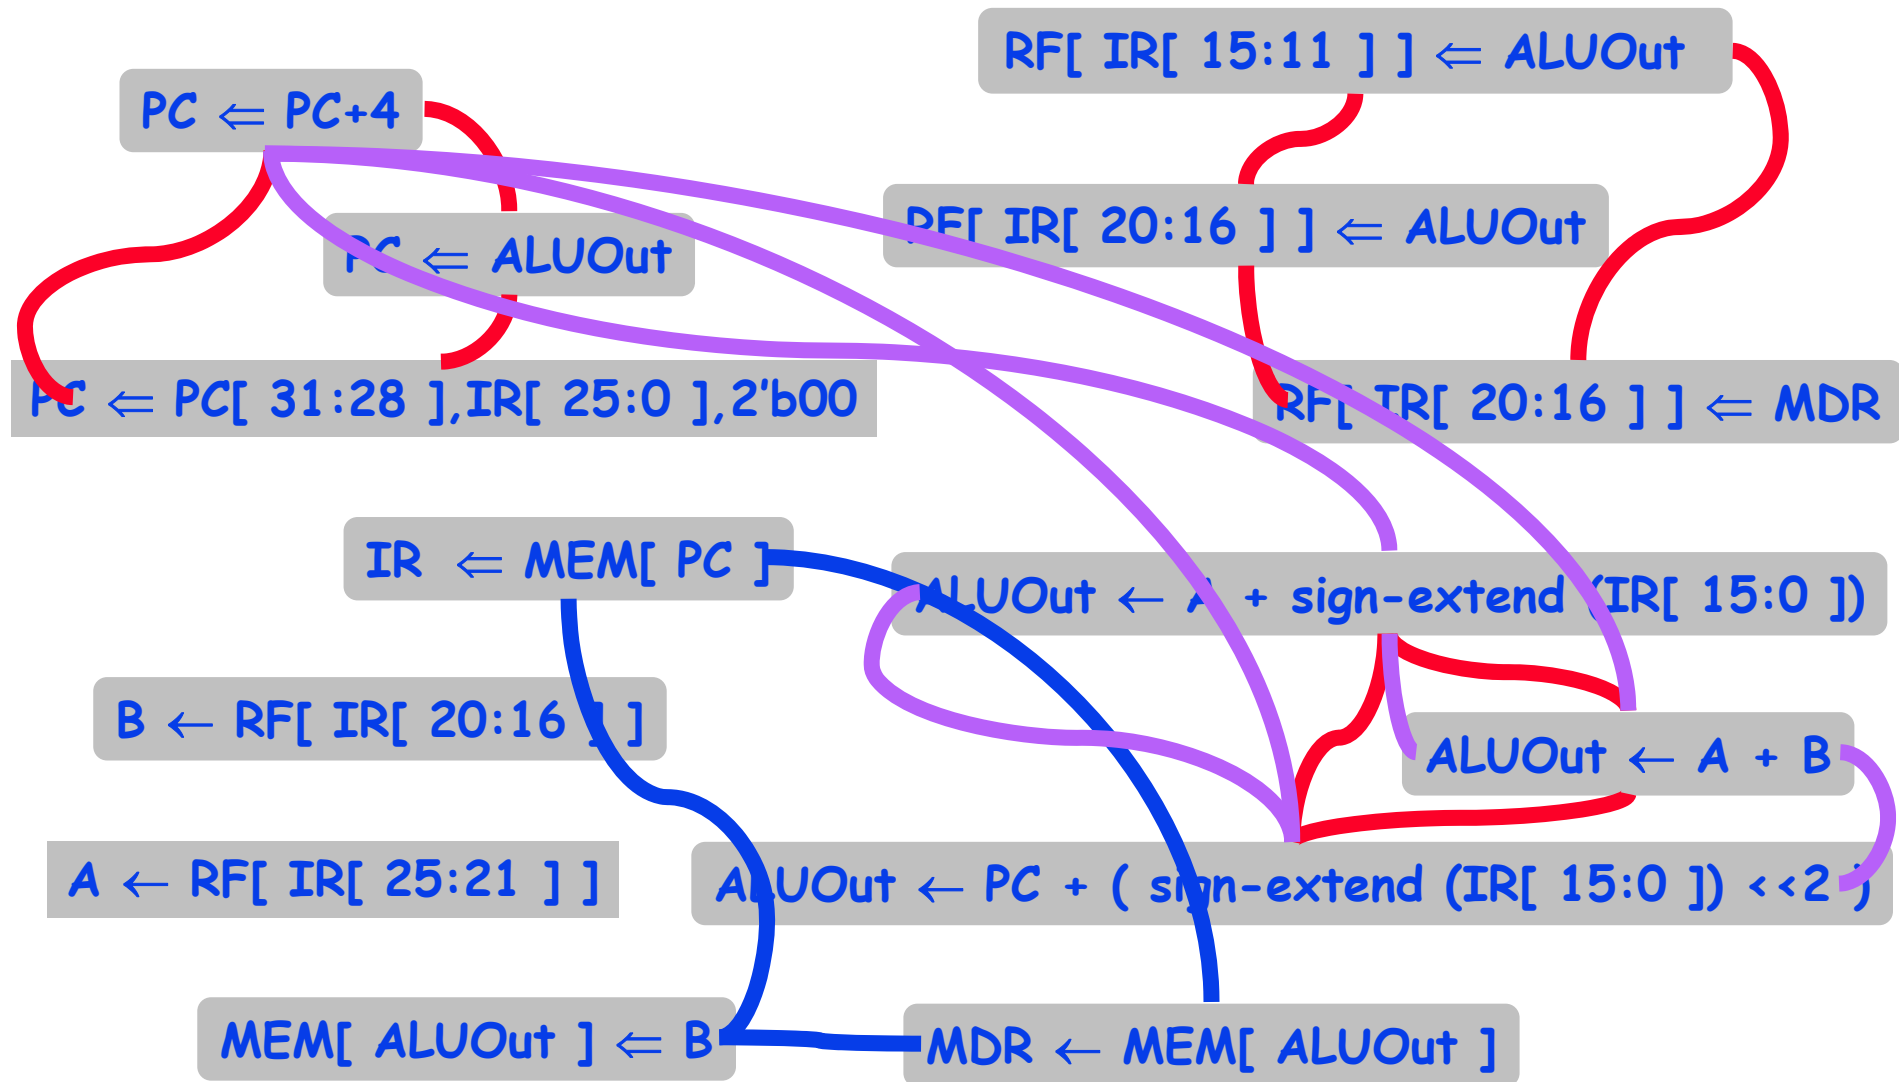 RF[ IR[ 15:11 ] ] ⇐ ALUOut
PC ⇐ PC+4
RF[ IR[ 20:16 ] ] ⇐ ALUOut
PC ⇐ ALUOut
PC ⇐ PC[ 31:28 ],IR[ 25:0 ],2'b00
RF[ IR[ 20:16 ] ] ⇐ MDR
IR ⇐ MEM[ PC ]
ALUOut ← A + sign-extend (IR[ 15:0 ])
B ← RF[ IR[ 20:16 ] ]
ALUOut ← A + B
A ← RF[ IR[ 25:21 ] ]
ALUOut ← PC + ( sign-extend (IR[ 15:0 ]) <<2 )
MEM[ ALUOut ] ⇐ B
MDR ← MEM[ ALUOut ]